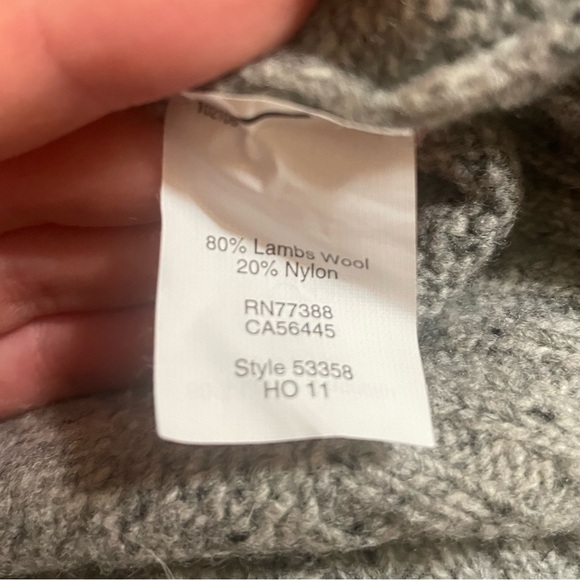 80% Lambs Wool
20% Nylon
RN77388
CA56445
Style 53358
HO 11